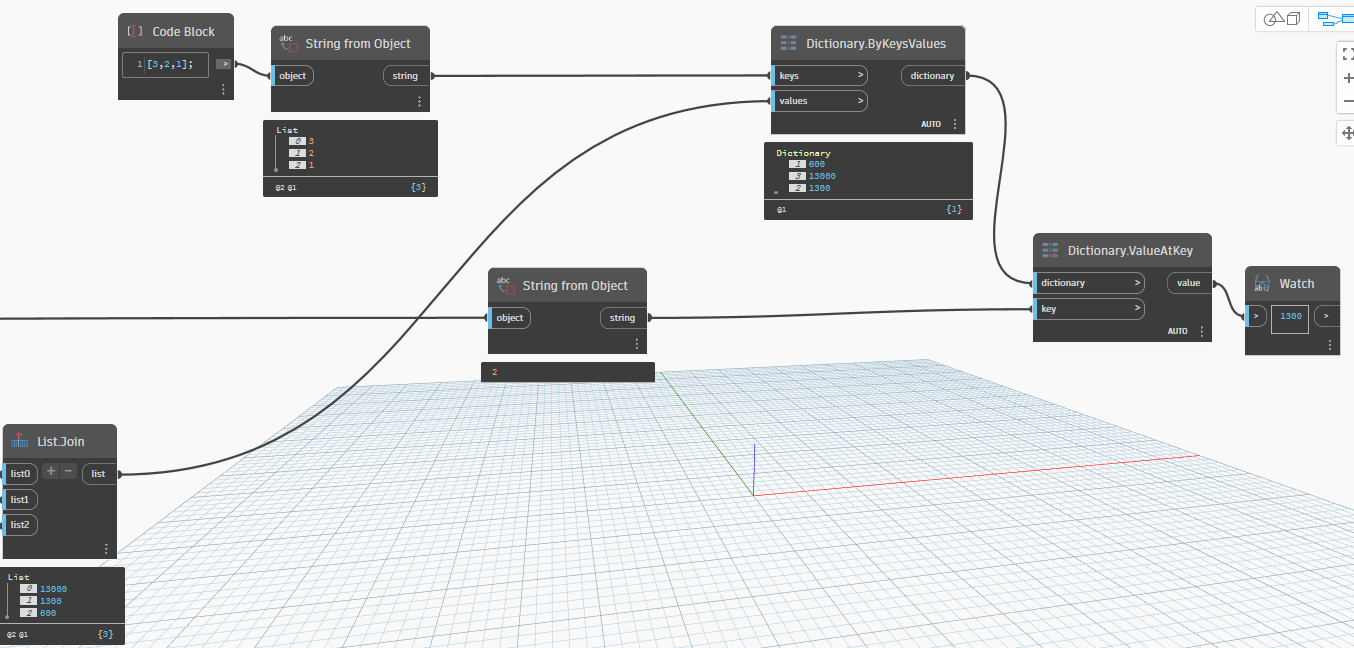 Code Block
1 [3,2,1];
>
abc
String from Object
object
string
List
0 3
1 2
2 1
@2 @1
{3}
Dictionary.ByKeysValues
keys >
dictionary
values >
AUTO
Dictionary
1 600
3 13000
2 1300
@1
{1}
abc
String from Object
object
string
2
Dictionary.ValueAtKey
dictionary >
value
key >
AUTO
Watch
>
1300
>
List.Join
list0
+
−
list
list1
list2
List
0 13000
1 1300
2 600
@2 @1
{3}